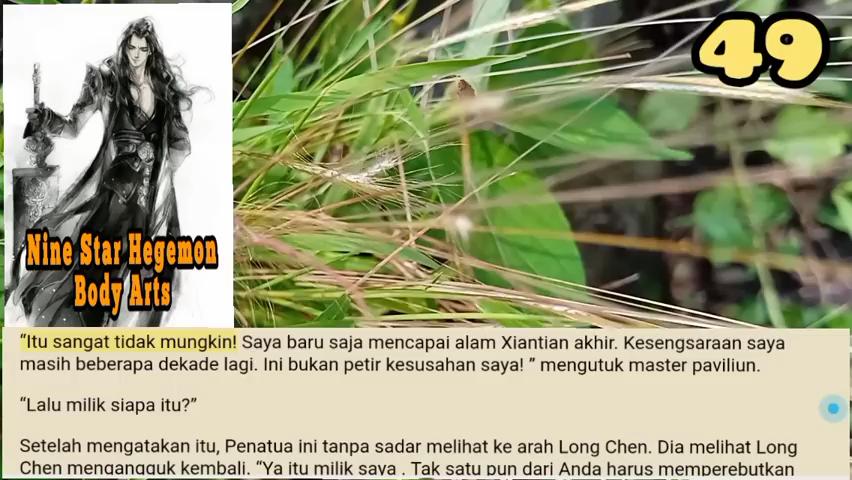 49
Nine Star Hegemon
Body Arts
“Itu sangat tidak mungkin! Saya baru saja mencapai alam Xiantian akhir. Kesengsaraan saya
masih beberapa dekade lagi. Ini bukan petir kesusahan saya! ” mengutuk master paviliun.
“Lalu milik siapa itu?”
Setelah mengatakan itu, Penatua ini tanpa sadar melihat ke arah Long Chen. Dia melihat Long
Chen mengangguk kembali. “Ya itu milik saya . Tak satu pun dari Anda harus memperebutkan